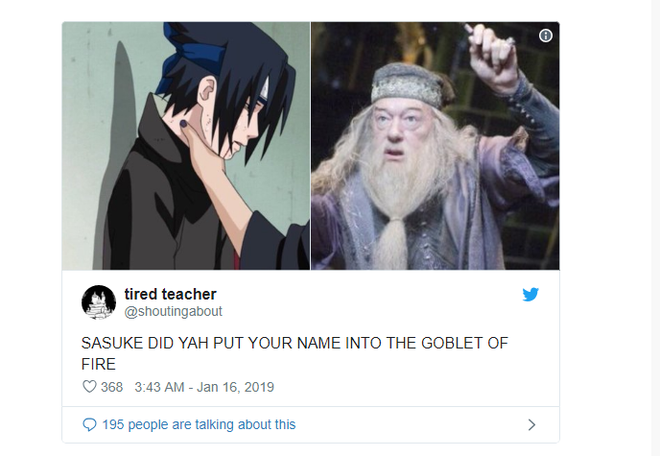 tired teacher
@shoutingabout
SASUKE DID YAH PUT YOUR NAME INTO THE GOBLET OF
FIRE
368 3:43 AM - Jan 16, 2019
195 people are talking about this